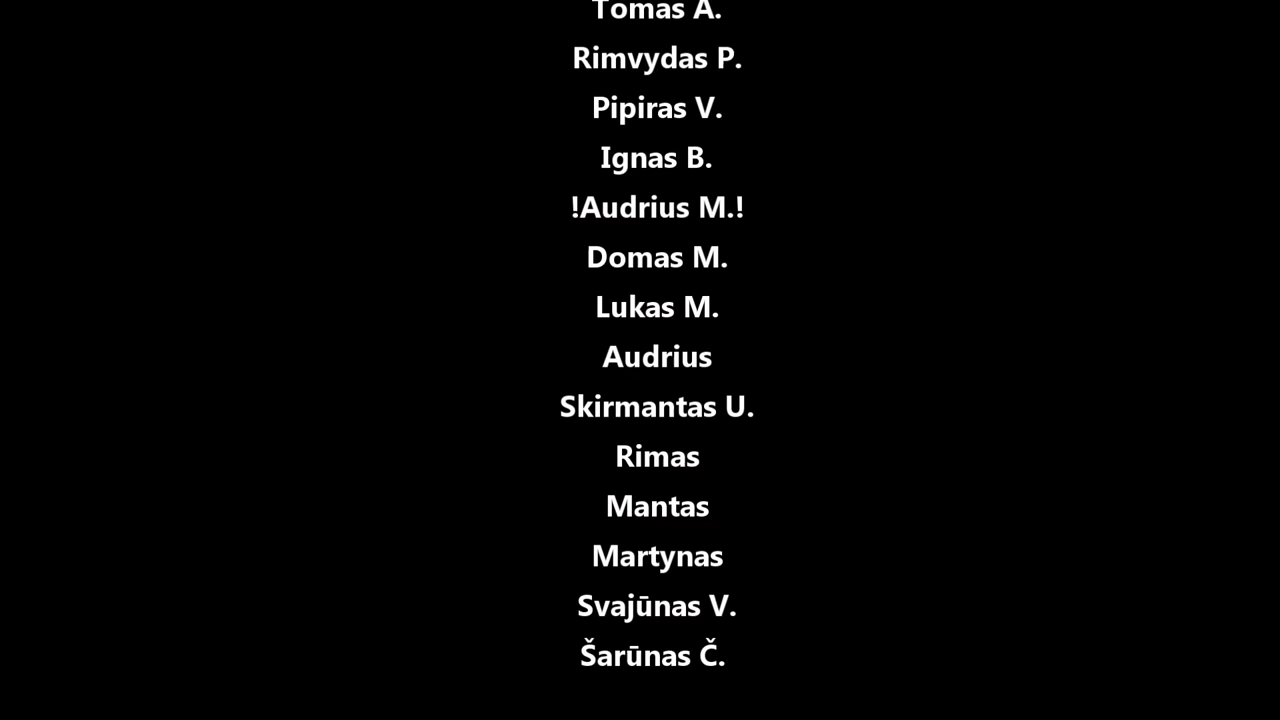 Tomas A.
Rimvydas P.
Pipiras V.
Ignas B.
!Audrius M.!
Domas M.
Lukas M.
Audrius
Skirmantas U.
Rimas
Mantas
Martynas
Svajūnas V.
Šarūnas Č.